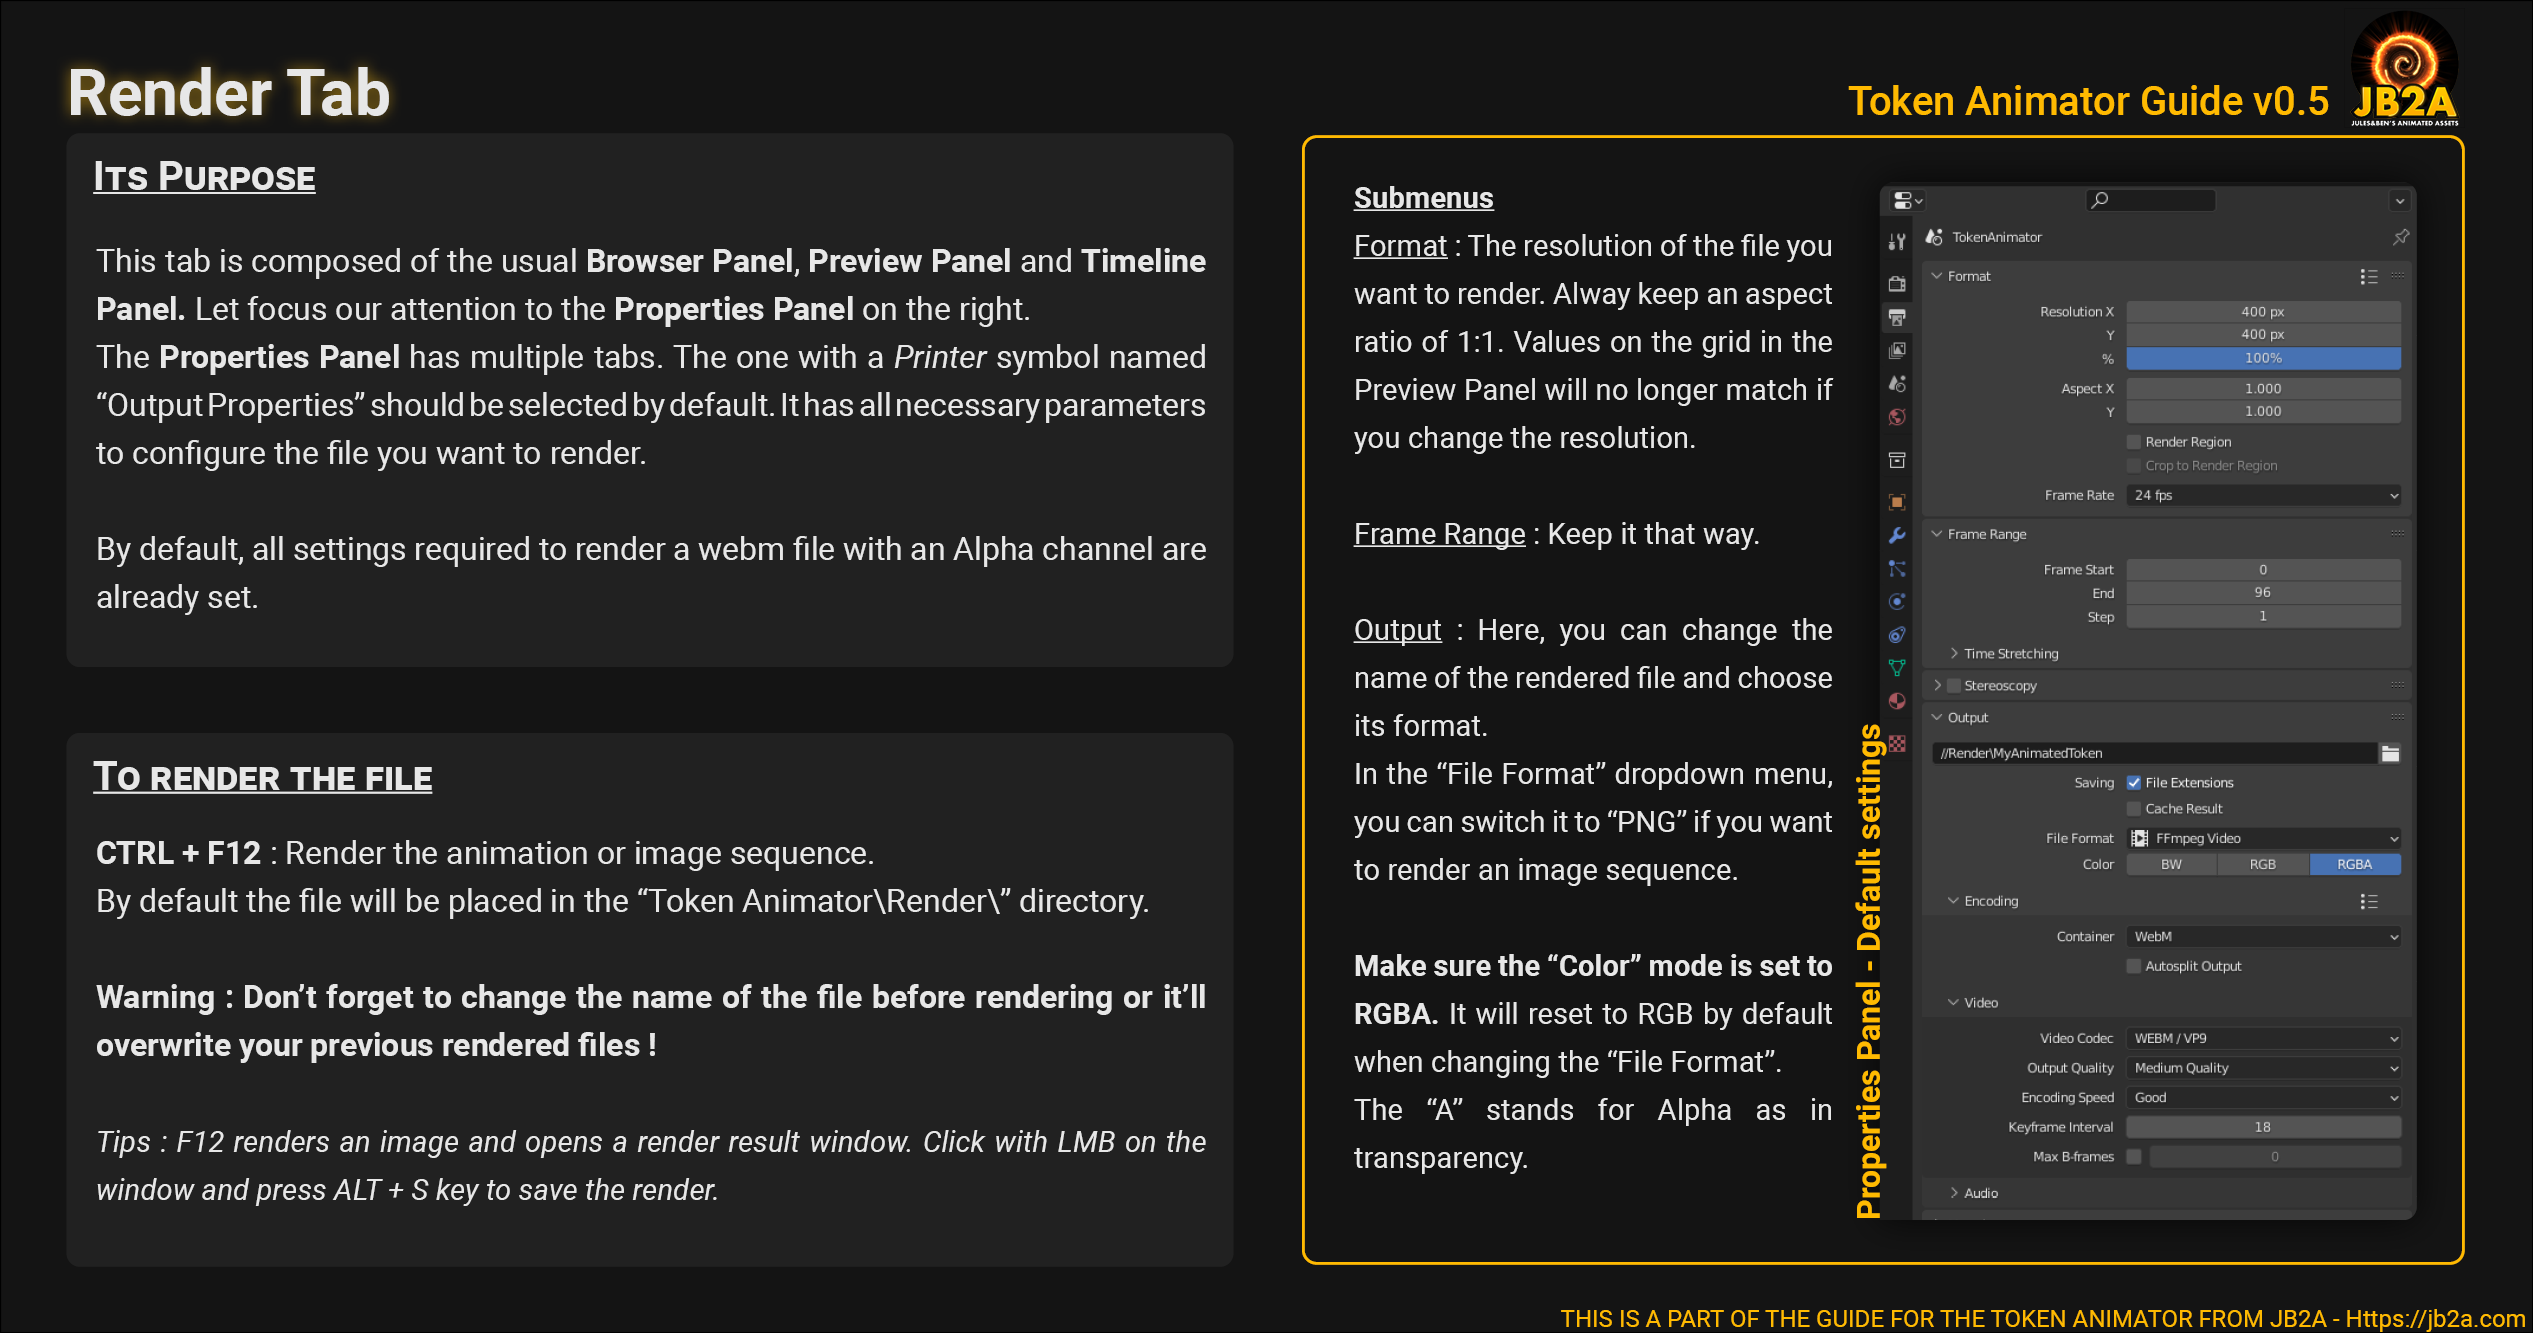 Render Tab
Token Animator Guide v0.5
JB2A
JULES&BEN'S ANIMATED ASSETS
Its Purpose
This tab is composed of the usual Browser Panel, Preview Panel and Timeline
Panel. Let focus our attention to the Properties Panel on the right.
The Properties Panel has multiple tabs. The one with a Printer symbol named
“Output Properties” should be selected by default. It has all necessary parameters
to configure the file you want to render.
By default, all settings required to render a webm file with an Alpha channel are
already set.
To render the file
CTRL + F12 : Render the animation or image sequence.
By default the file will be placed in the “Token Animator\Render\” directory.
Warning : Don’t forget to change the name of the file before rendering or it’ll
overwrite your previous rendered files !
Tips : F12 renders an image and opens a render result window. Click with LMB on the
window and press ALT + S key to save the render.
Submenus
Format : The resolution of the file you
want to render. Alway keep an aspect
ratio of 1:1. Values on the grid in the
Preview Panel will no longer match if
you change the resolution.
Frame Range : Keep it that way.
Output : Here, you can change the
name of the rendered file and choose
its format.
In the “File Format” dropdown menu,
you can switch it to “PNG” if you want
to render an image sequence.
Make sure the “Color” mode is set to
RGBA. It will reset to RGB by default
when changing the “File Format”.
The “A” stands for Alpha as in
transparency.
Properties Panel - Default settings
TokenAnimator
Format
Resolution X 400 px
Y 400 px
% 100%
Aspect X 1.000
Y 1.000
Render Region
Crop to Render Region
Frame Rate 24 fps
Frame Range
Frame Start 0
End 96
Step 1
Time Stretching
Stereoscopy
Output
//Render\MyAnimatedToken
Saving File Extensions
Cache Result
File Format FFmpeg Video
Color BW RGB RGBA
Encoding
Container WebM
Autosplit Output
Video
Video Codec WEBM / VP9
Output Quality Medium Quality
Encoding Speed Good
Keyframe Interval 18
Max B-frames 0
Audio
THIS IS A PART OF THE GUIDE FOR THE TOKEN ANIMATOR FROM JB2A - Https://jb2a.com